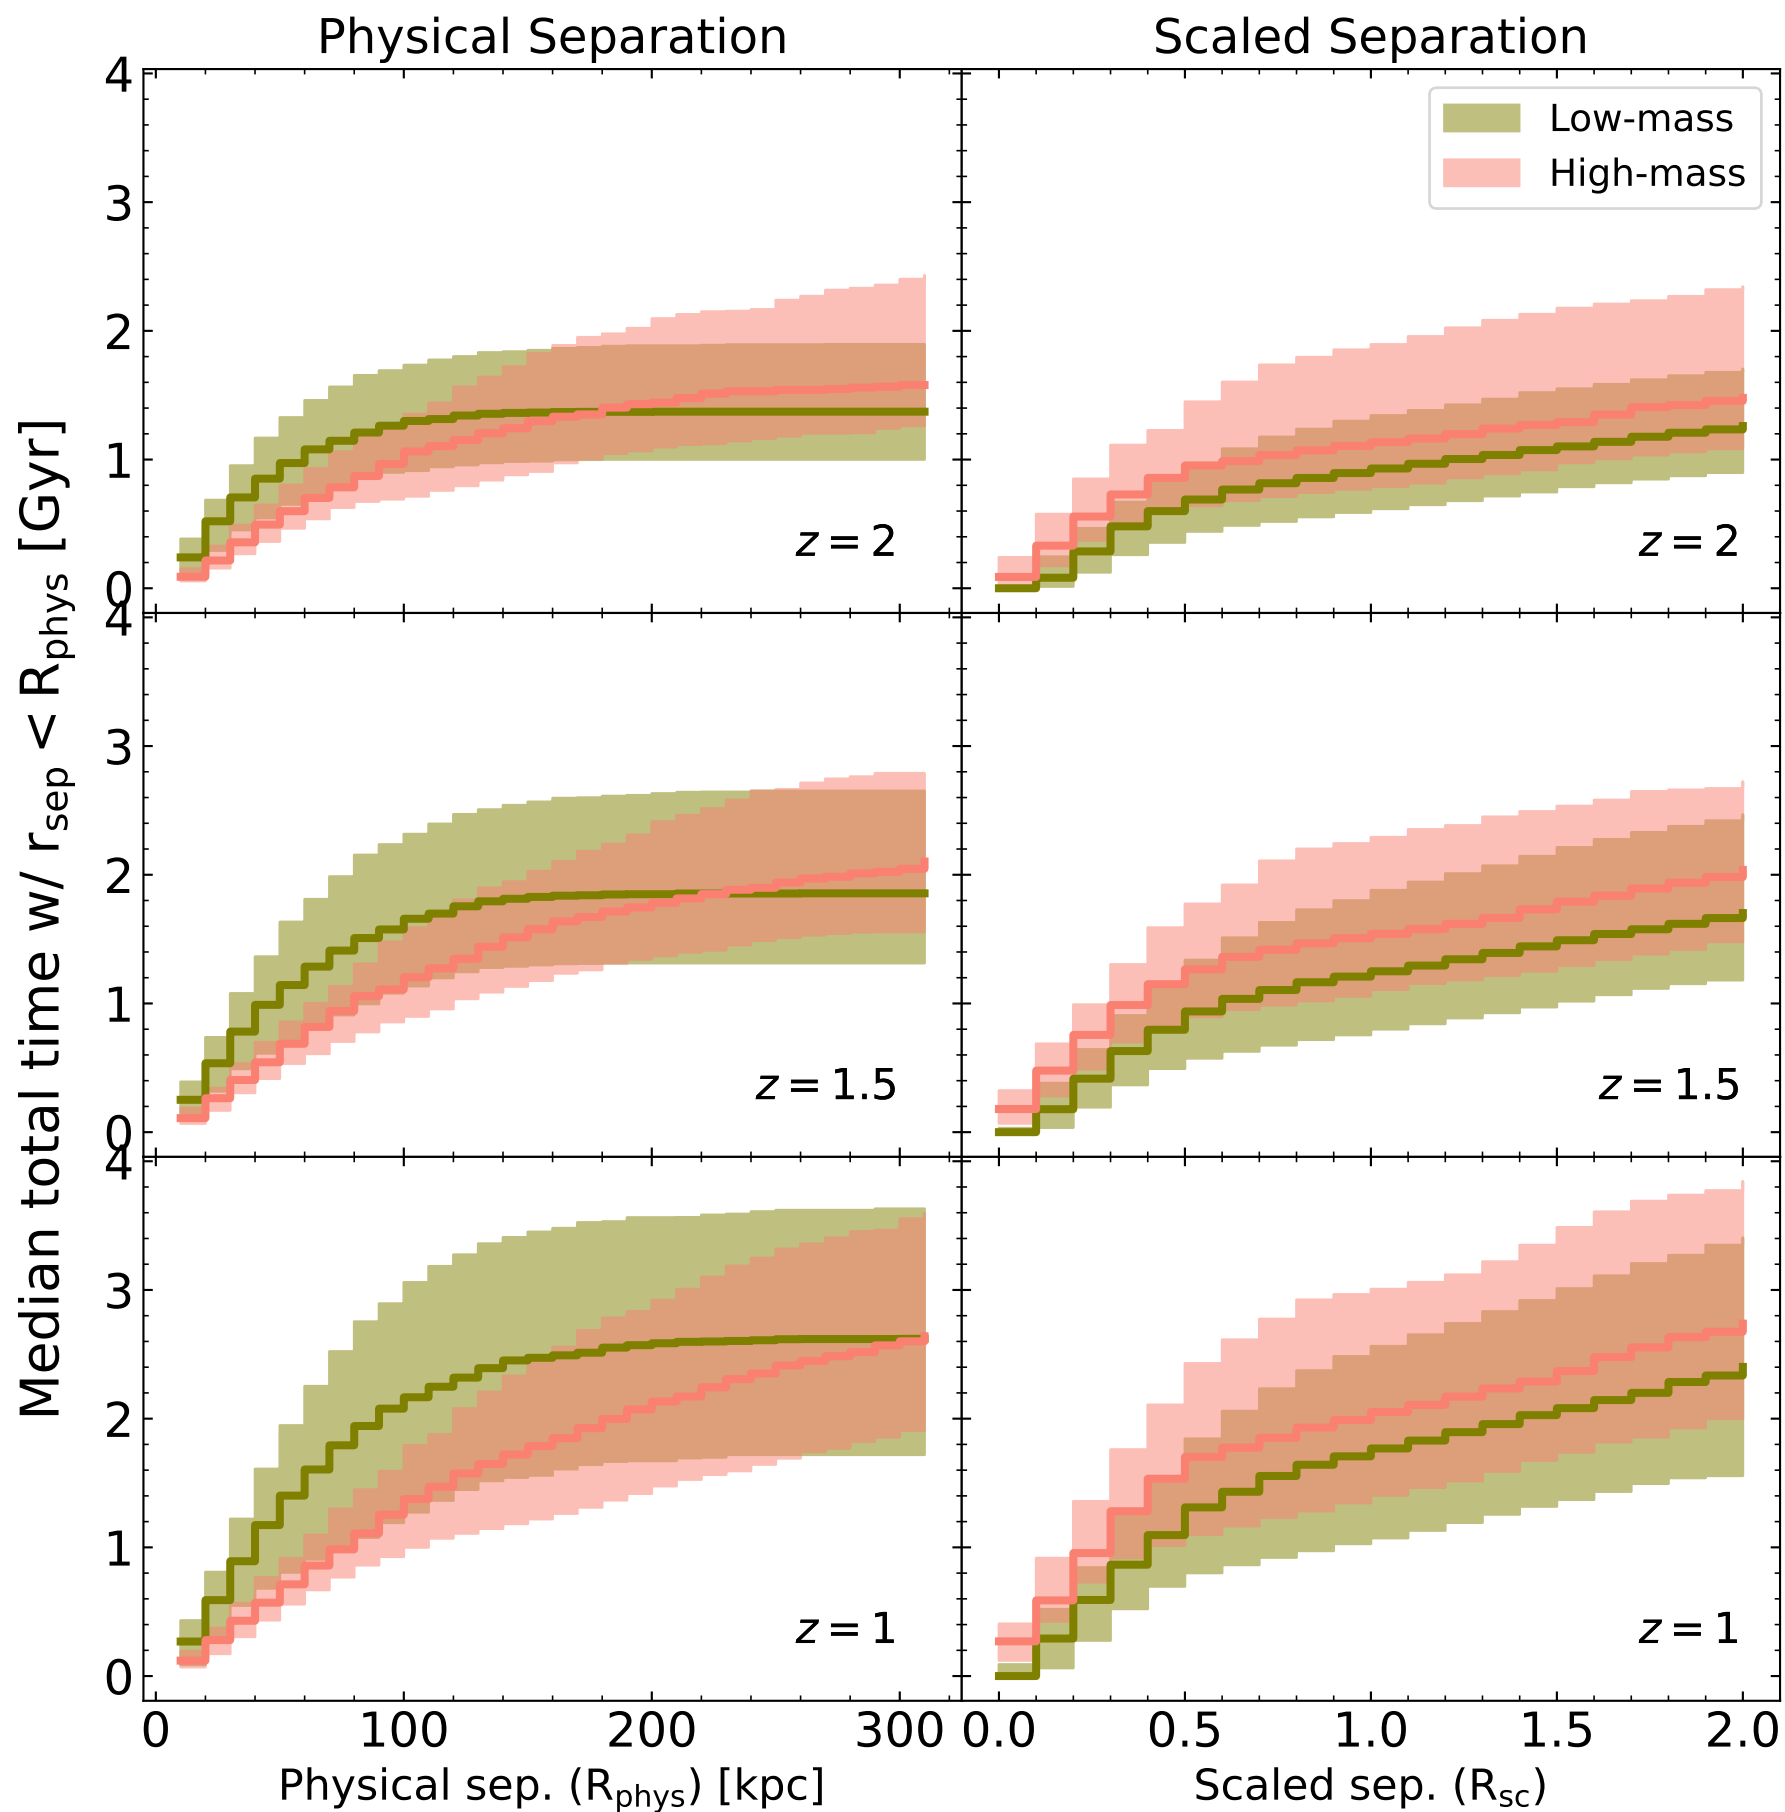 Physical Separation
Scaled Separation
Low-mass
High-mass
4
3
2
1
0
z = 2
z = 2
4
3
2
1
0
z = 1.5
z = 1.5
4
3
2
1
0
z = 1
z = 1
Median total time w/ r_sep < R_phys [Gyr]
0 100 200 300
0.0 0.5 1.0 1.5 2.0
Physical sep. (R_phys) [kpc]
Scaled sep. (R_sc)